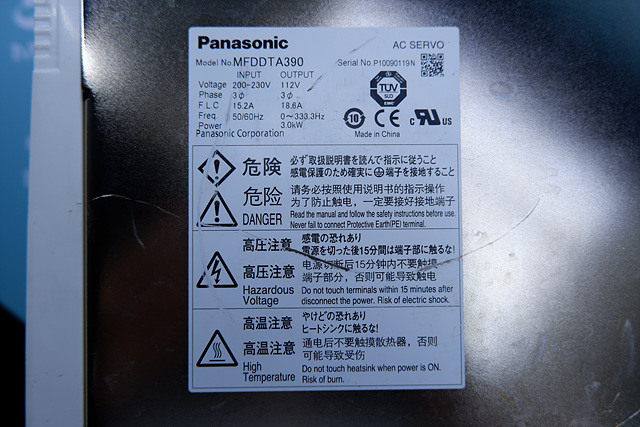 Panasonic
AC SERVO
Model No. MFDDTA390
Serial No P10090119N
INPUT OUTPUT
Voltage 200-230V 112V
Phase 3φ 3φ
F L C 15.2A 18.6A
Freq 50/60Hz 0~333.3Hz
Power 3.0kW
Panasonic Corporation
TÜV
SÜD
10
CE
c RU US
Made in China
危険
必ず取扱説明書を読んで指示に従うこと
感電保護のため確実に端子を接地すること
危险
请务必按照使用说明书的指示操作
为了防止触电，一定要接好接地端子
DANGER
Read the manual and follow the safety instructions before use.
Never fail to connect Protective Earth(PE) terminal.
高圧注意
感電の恐れあり
電源を切った後15分間は端子部に触るな!
高压注意
电源切断后15分钟内不要触摸
端子部分，否则可能导致触电
Hazardous
Voltage
Do not touch terminals within 15 minutes after
disconnect the power. Risk of electric shock.
高温注意
やけどの恐れあり
ヒートシンクに触るな!
高温注意
通电后不要触摸散热器，否则
可能导致受伤
High
Temperature
Do not touch heatsink when power is ON.
Risk of burn.